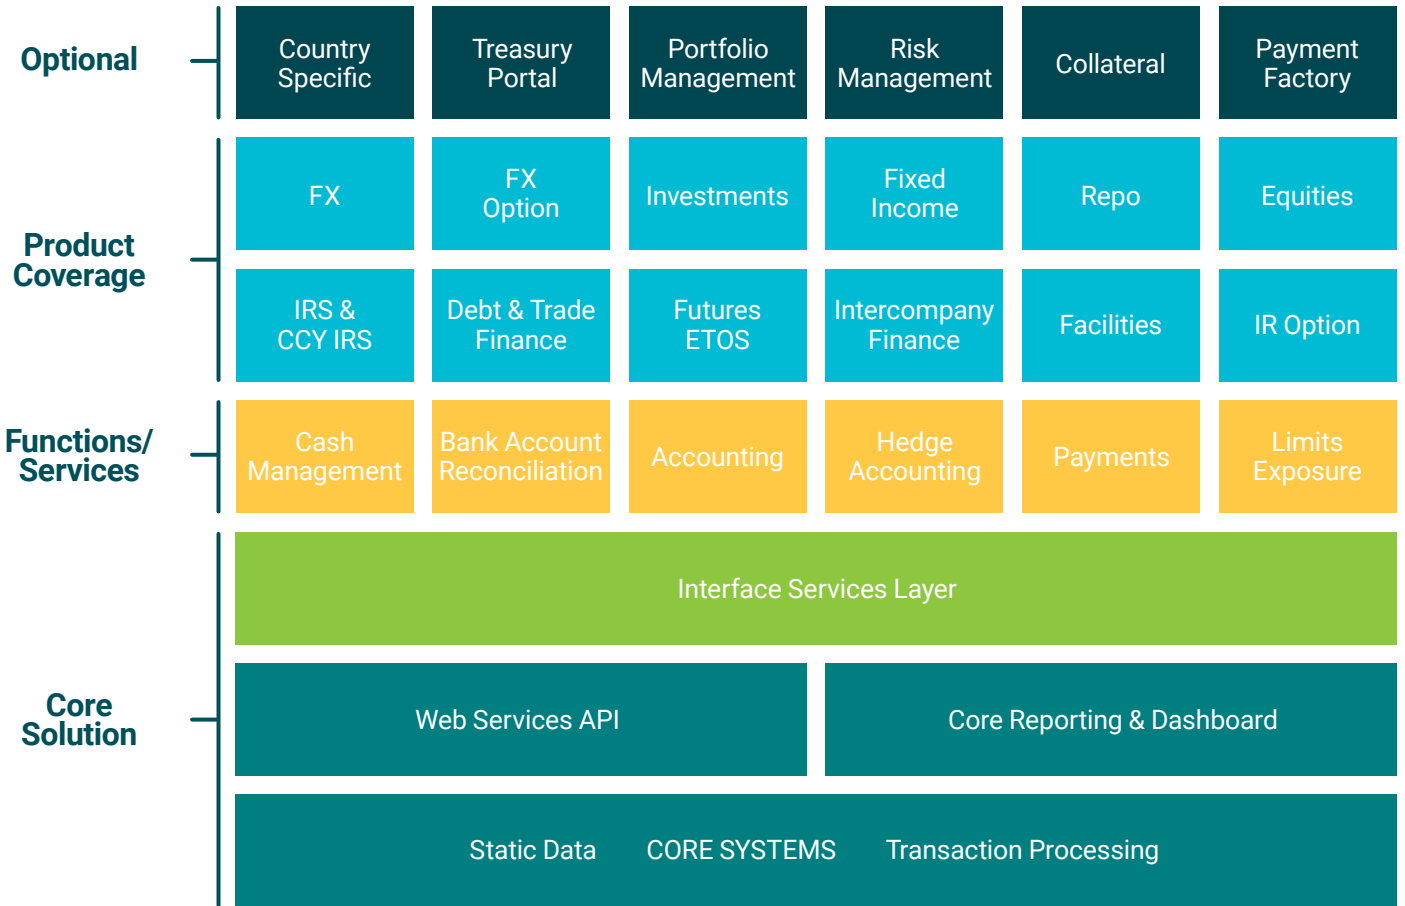 Optional
Country
Specific
Treasury
Portal
Portfolio
Management
Risk
Management
Collateral
Payment
Factory
Product
Coverage
FX
FX
Option
Investments
Fixed
Income
Repo
Equities
IRS &
CCY IRS
Debt & Trade
Finance
Futures
ETOS
Intercompany
Finance
Facilities
IR Option
Functions/
Services
Cash
Management
Bank Account
Reconciliation
Accounting
Hedge
Accounting
Payments
Limits
Exposure
Core
Solution
Interface Services Layer
Web Services API
Core Reporting & Dashboard
Static Data CORE SYSTEMS Transaction Processing